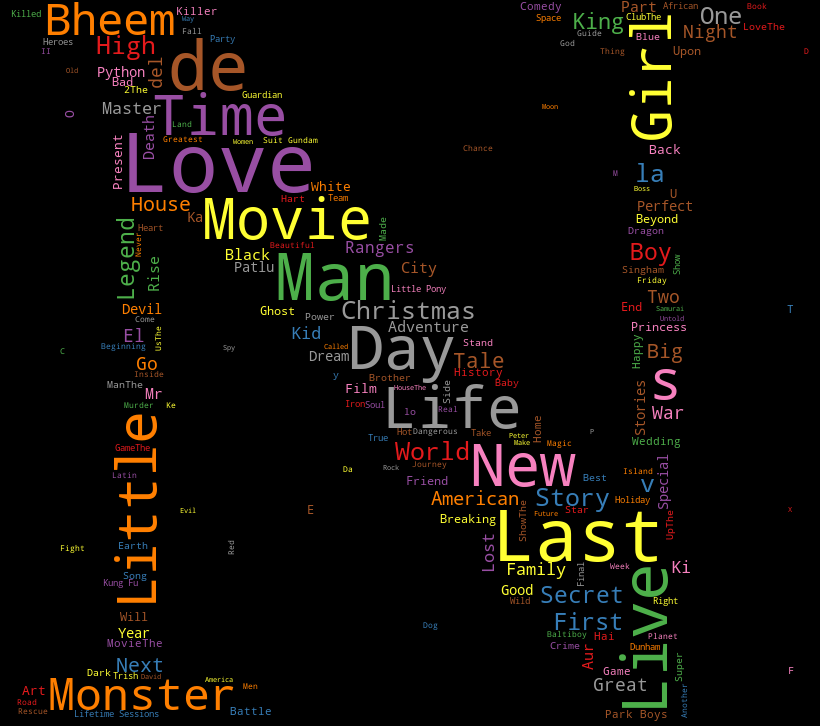 Killed
Bheem
Killer
Way
Fall
Heroes
II
High
Party
Old
Python
Bad
2The
del
de
Guardian
O
Master
Time
Land
Death
Greatest
Women
Suit Gundam
Present
Love
White
Hart
Team
House
Ka
Heart
Never
Movie
Made
Legend
Rise
Beautiful
Black
Rangers
Patlu
Man
City
Little Pony
Devil
Come
Ghost
Power
Christmas
Adventure
El
UsThe
Beginning
Kid
Called
Day
Stand
C
Spy
Dream
Tale
Go
Inside
History
y
Brother
Baby
ManThe
Mr
Film
HouseThe
Side
Life
Murder
Ke
Iron
Soul
lo
Real
Little
True
Hot
Dangerous
Take
Peter
Make
Home
Magic
P
GameThe
World
New
Da
Rock
Journey
Latin
Friend
Best
American
Story
Evil
E
Breaking
ShowThe
Future
Star
Holiday
Island
v
Special
x
Fight
Earth
Red
Lost
Last
UpThe
Song
Kung Fu
Family
Final
Week
Ki
Good
Wild
Secret
Right
Will
Year
MovieThe
Dog
First
Live
Baltiboy
Hai
Planet
Crime
Aur
Dunham
Next
Dark
Trish
David
America
Game
Super
F
Art
Monster
Men
Great
Another
Road
Rescue
Lifetime Sessions
Battle
Park Boys
Comedy
Space
King
Guide
God
Part
ClubThe
African
One
Book
LoveThe
Blue
Night
Thing
Upon
D
Girl
Moon
Chance
Back
M
la
Boss
U
Perfect
Beyond
Dragon
Boy
Show
Singham
Friday
Two
End
Samurai
Untold
T
Princess
Happy
Big
s
Stories
War
Wedding